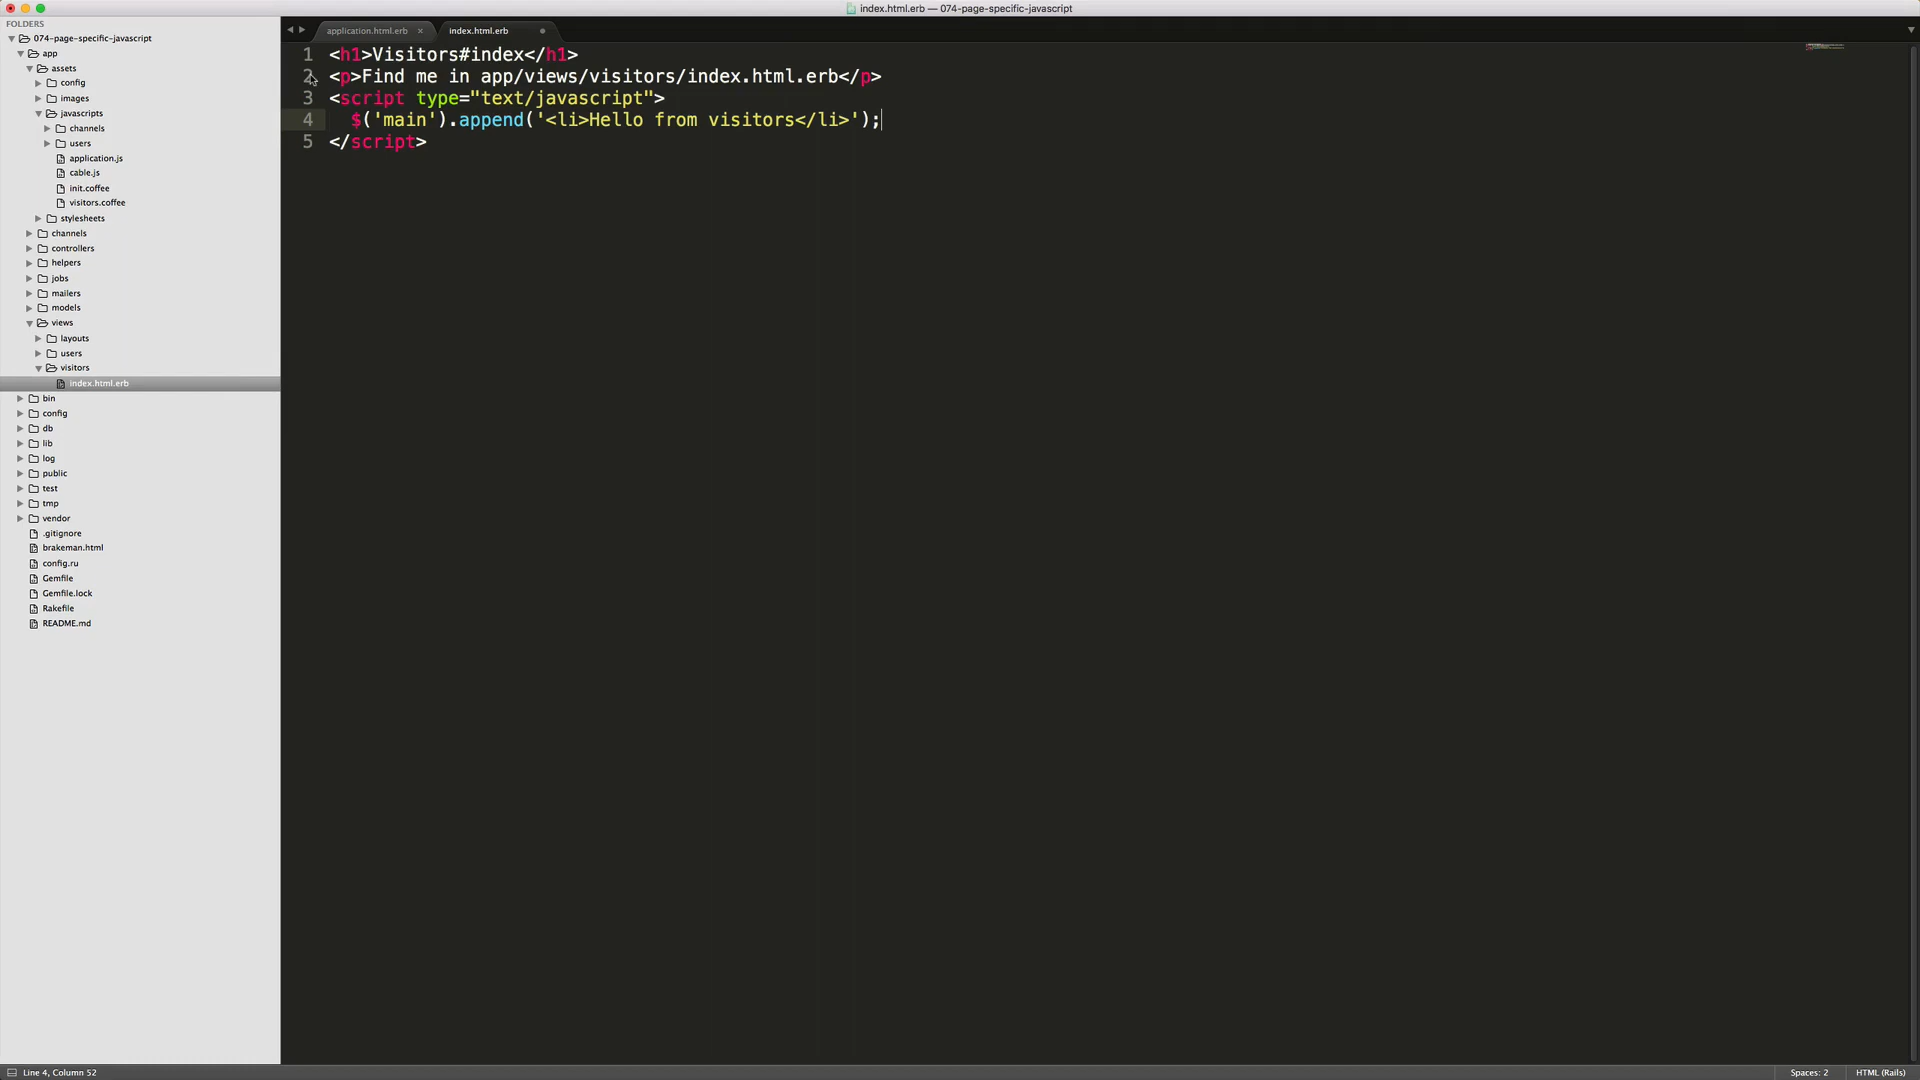 index.html.erb — 074-page-specific-javascript
FOLDERS
074-page-specific-javascript
app
assets
config
images
javascripts
channels
users
application.js
cable.js
init.coffee
visitors.coffee
stylesheets
channels
controllers
helpers
jobs
mailers
models
views
layouts
users
visitors
index.html.erb
bin
config
db
lib
log
public
test
tmp
vendor
.gitignore
brakeman.html
config.ru
Gemfile
Gemfile.lock
Rakefile
README.md
application.html.erb × index.html.erb
1 <h1>Visitors#index</h1>
2 <p>Find me in app/views/visitors/index.html.erb</p>
3 <script type="text/javascript">
4 $('main').append('<li>Hello from visitors</li>');
5 </script>
Line 4, Column 52 Spaces: 2 HTML (Rails)